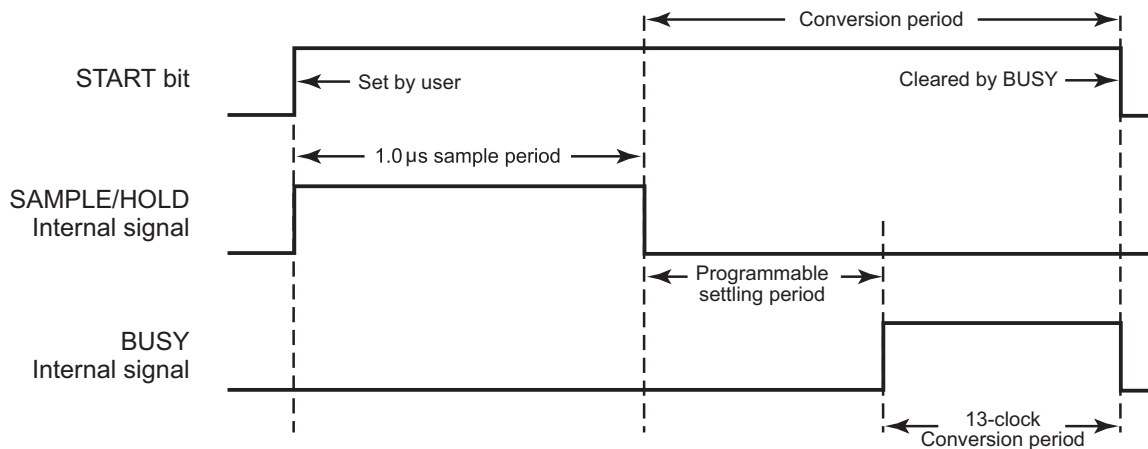 Conversion period
START bit
Set by user
Cleared by BUSY
1.0 µs sample period
SAMPLE/HOLD
Internal signal
Programmable
settling period
BUSY
Internal signal
13-clock
Conversion period